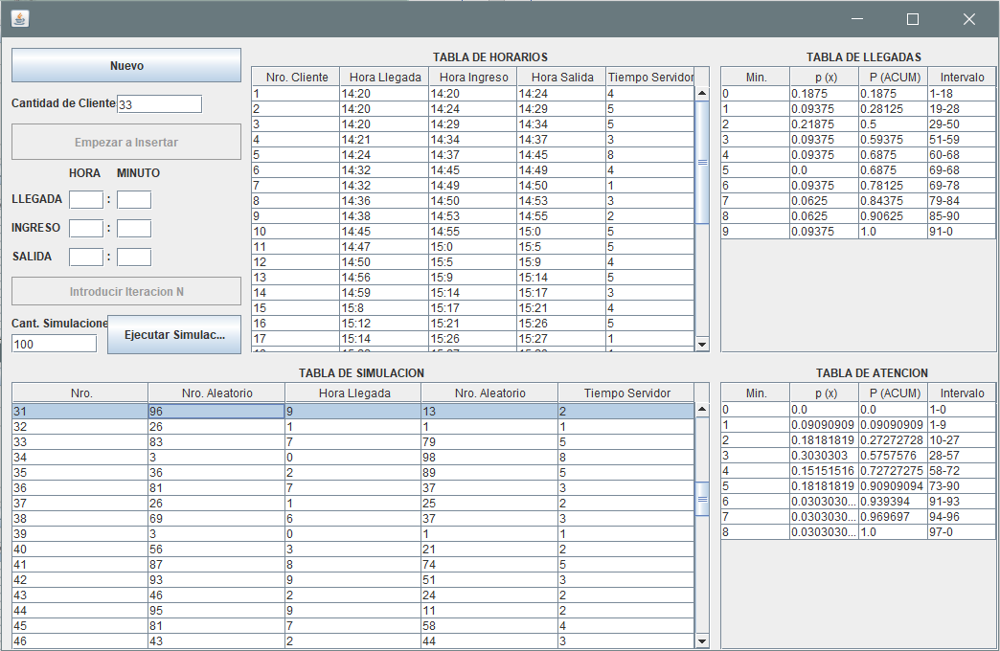 Nuevo
Cantidad de Cliente 33
Empezar a Insertar
HORA MINUTO
LLEGADA :
INGRESO :
SALIDA :
Introducir Iteracion N
Cant. Simulacione
100
Ejecutar Simulac...
TABLA DE HORARIOS
Nro. Cliente Hora Llegada Hora Ingreso Hora Salida Tiempo Servidor
1 14:20 14:20 14:24 4
2 14:20 14:24 14:29 5
3 14:20 14:29 14:34 5
4 14:21 14:34 14:37 3
5 14:24 14:37 14:45 8
6 14:32 14:45 14:49 4
7 14:32 14:49 14:50 1
8 14:36 14:50 14:53 3
9 14:38 14:53 14:55 2
10 14:45 14:55 15:0 5
11 14:47 15:0 15:5 5
12 14:50 15:5 15:9 4
13 14:56 15:9 15:14 5
14 14:59 15:14 15:17 3
15 15:8 15:17 15:21 4
16 15:12 15:21 15:26 5
17 15:14 15:26 15:27 1
TABLA DE LLEGADAS
Min. p (x) P (ACUM) Intervalo
0 0.1875 0.1875 1-18
1 0.09375 0.28125 19-28
2 0.21875 0.5 29-50
3 0.09375 0.59375 51-59
4 0.09375 0.6875 60-68
5 0.0 0.6875 69-68
6 0.09375 0.78125 69-78
7 0.0625 0.84375 79-84
8 0.0625 0.90625 85-90
9 0.09375 1.0 91-0
TABLA DE SIMULACION
Nro. Nro. Aleatorio Hora Llegada Nro. Aleatorio Tiempo Servidor
31 96 9 13 2
32 26 1 1 1
33 83 7 79 5
34 3 0 98 8
35 36 2 89 5
36 81 7 37 3
37 26 1 25 2
38 69 6 37 3
39 3 0 1 1
40 56 3 21 2
41 87 8 74 5
42 93 9 51 3
43 46 2 24 2
44 95 9 11 2
45 81 7 58 4
46 43 2 44 3
TABLA DE ATENCION
Min. p (x) P (ACUM) Intervalo
0 0.0 0.0 1-0
1 0.09090909 0.09090909 1-9
2 0.18181819 0.27272728 10-27
3 0.3030303 0.5757576 28-57
4 0.15151516 0.72727275 58-72
5 0.18181819 0.90909094 73-90
6 0.0303030... 0.939394 91-93
7 0.0303030... 0.969697 94-96
8 0.0303030... 1.0 97-0